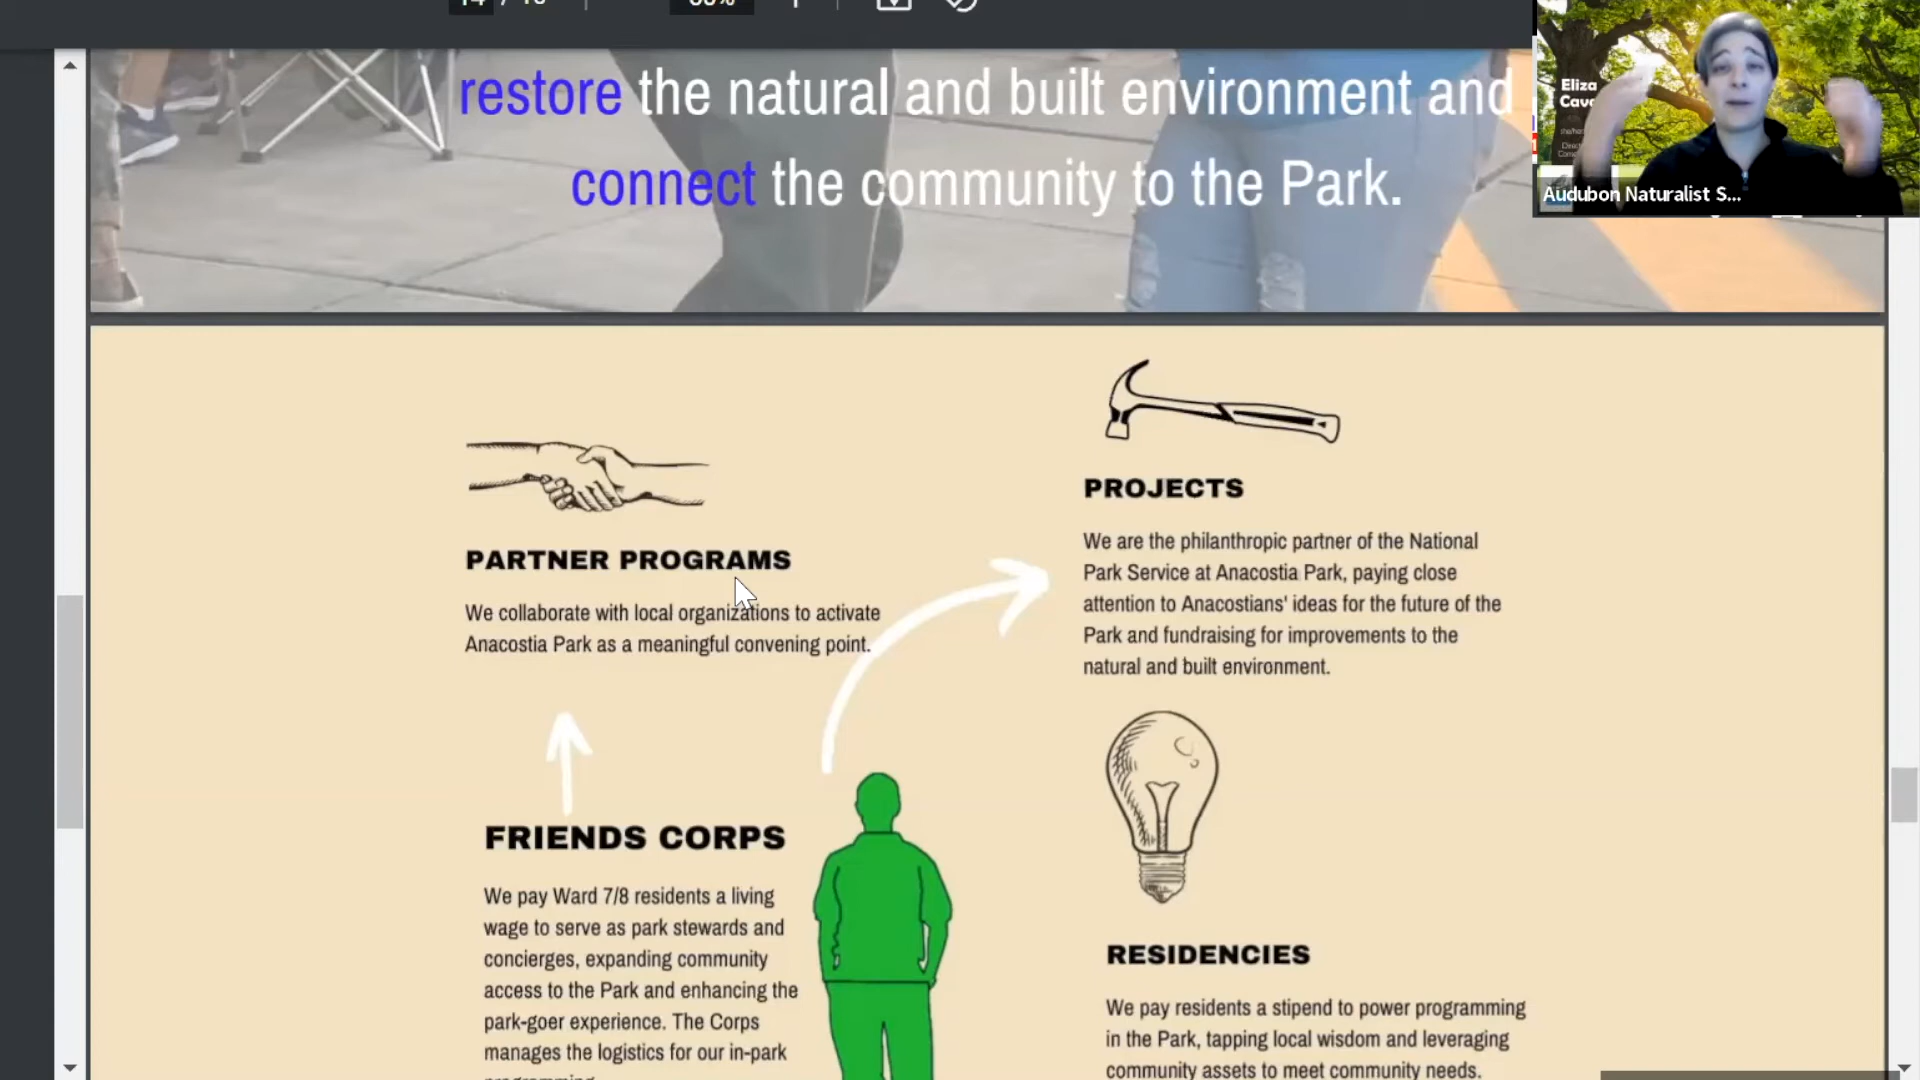 restore the natural and built environment and
connect the community to the Park.
Eliza
Audubon Naturalist S...
PROJECTS
We are the philanthropic partner of the National
Park Service at Anacostia Park, paying close
attention to Anacostians' ideas for the future of the
Park and fundraising for improvements to the
natural and built environment.
PARTNER PROGRAMS
We collaborate with local organizations to activate
Anacostia Park as a meaningful convening point.
FRIENDS CORPS
We pay Ward 7/8 residents a living
wage to serve as park stewards and
concierges, expanding community
access to the Park and enhancing the
park-goer experience. The Corps
manages the logistics for our in-park
RESIDENCIES
We pay residents a stipend to power programming
in the Park, tapping local wisdom and leveraging
community assets to meet community needs.